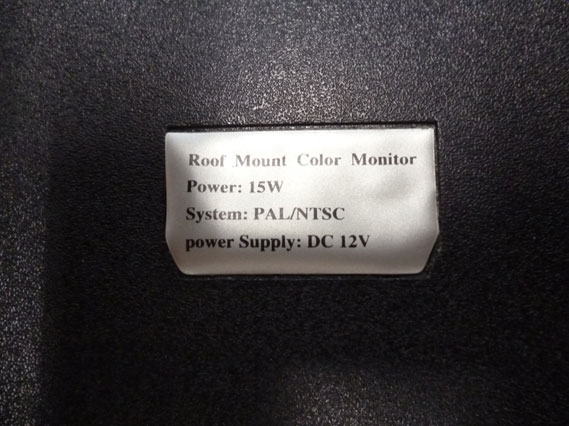 Roof Mount Color Monitor
Power: 15W
System: PAL/NTSC
power Supply: DC 12V